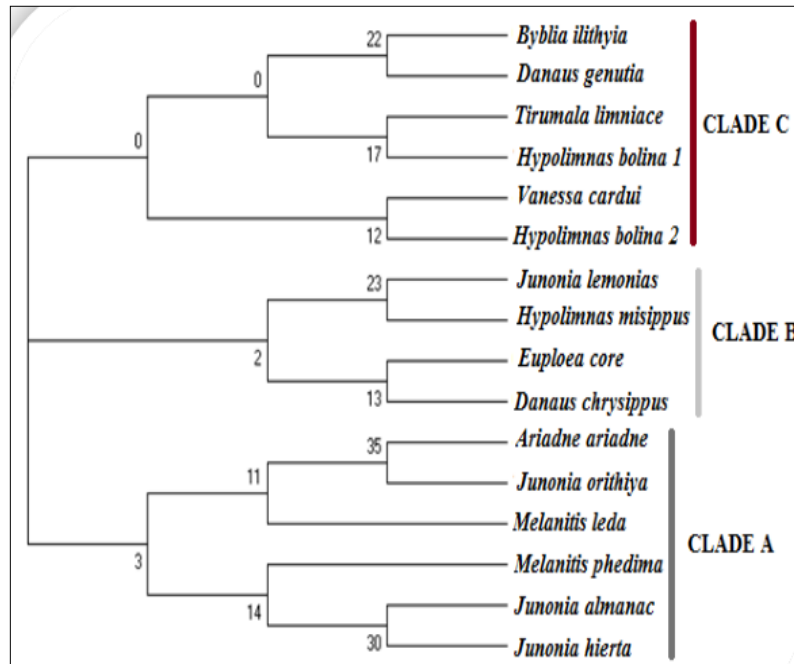 22
Byblia ilithyia
Danaus genutia
0
Tirumala limniace
17
Hypolimnas bolina 1
0
Vanessa cardui
12
Hypolimnas bolina 2
CLADE C
23
Junonia lemonias
Hypolimnas misippus
2
Euploea core
13
Danaus chrysippus
CLADE B
35
Ariadne ariadne
Junonia orithiya
11
Melanitis leda
3
Melanitis phedima
14
Junonia almanac
30
Junonia hierta
CLADE A